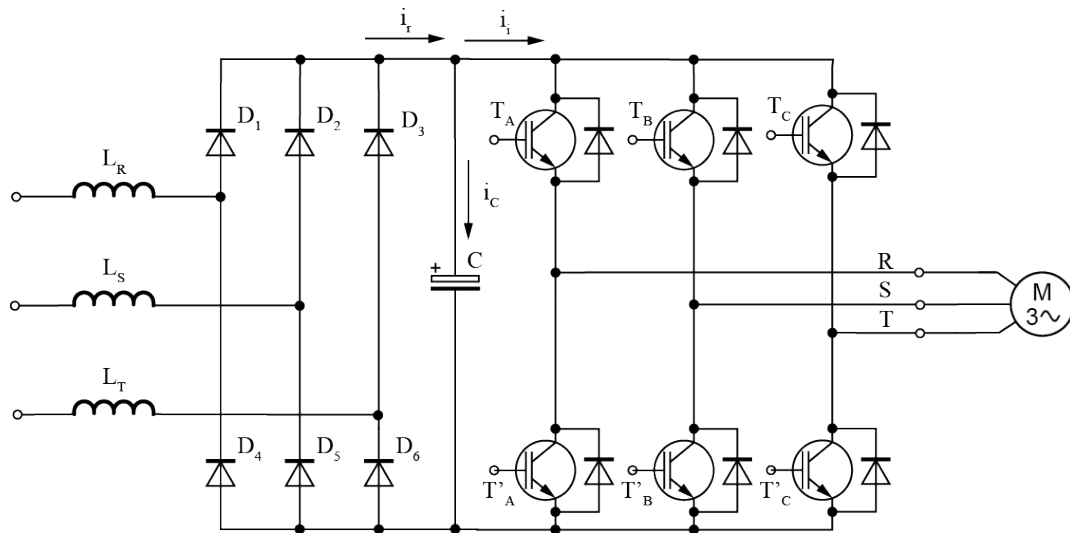 i_r i_i
D_1 D_2 D_3 T_A T_B T_C
L_R
i_C
L_S + C R M
S 3~
T
L_T
D_4 D_5 D_6
T'_A T'_B T'_C